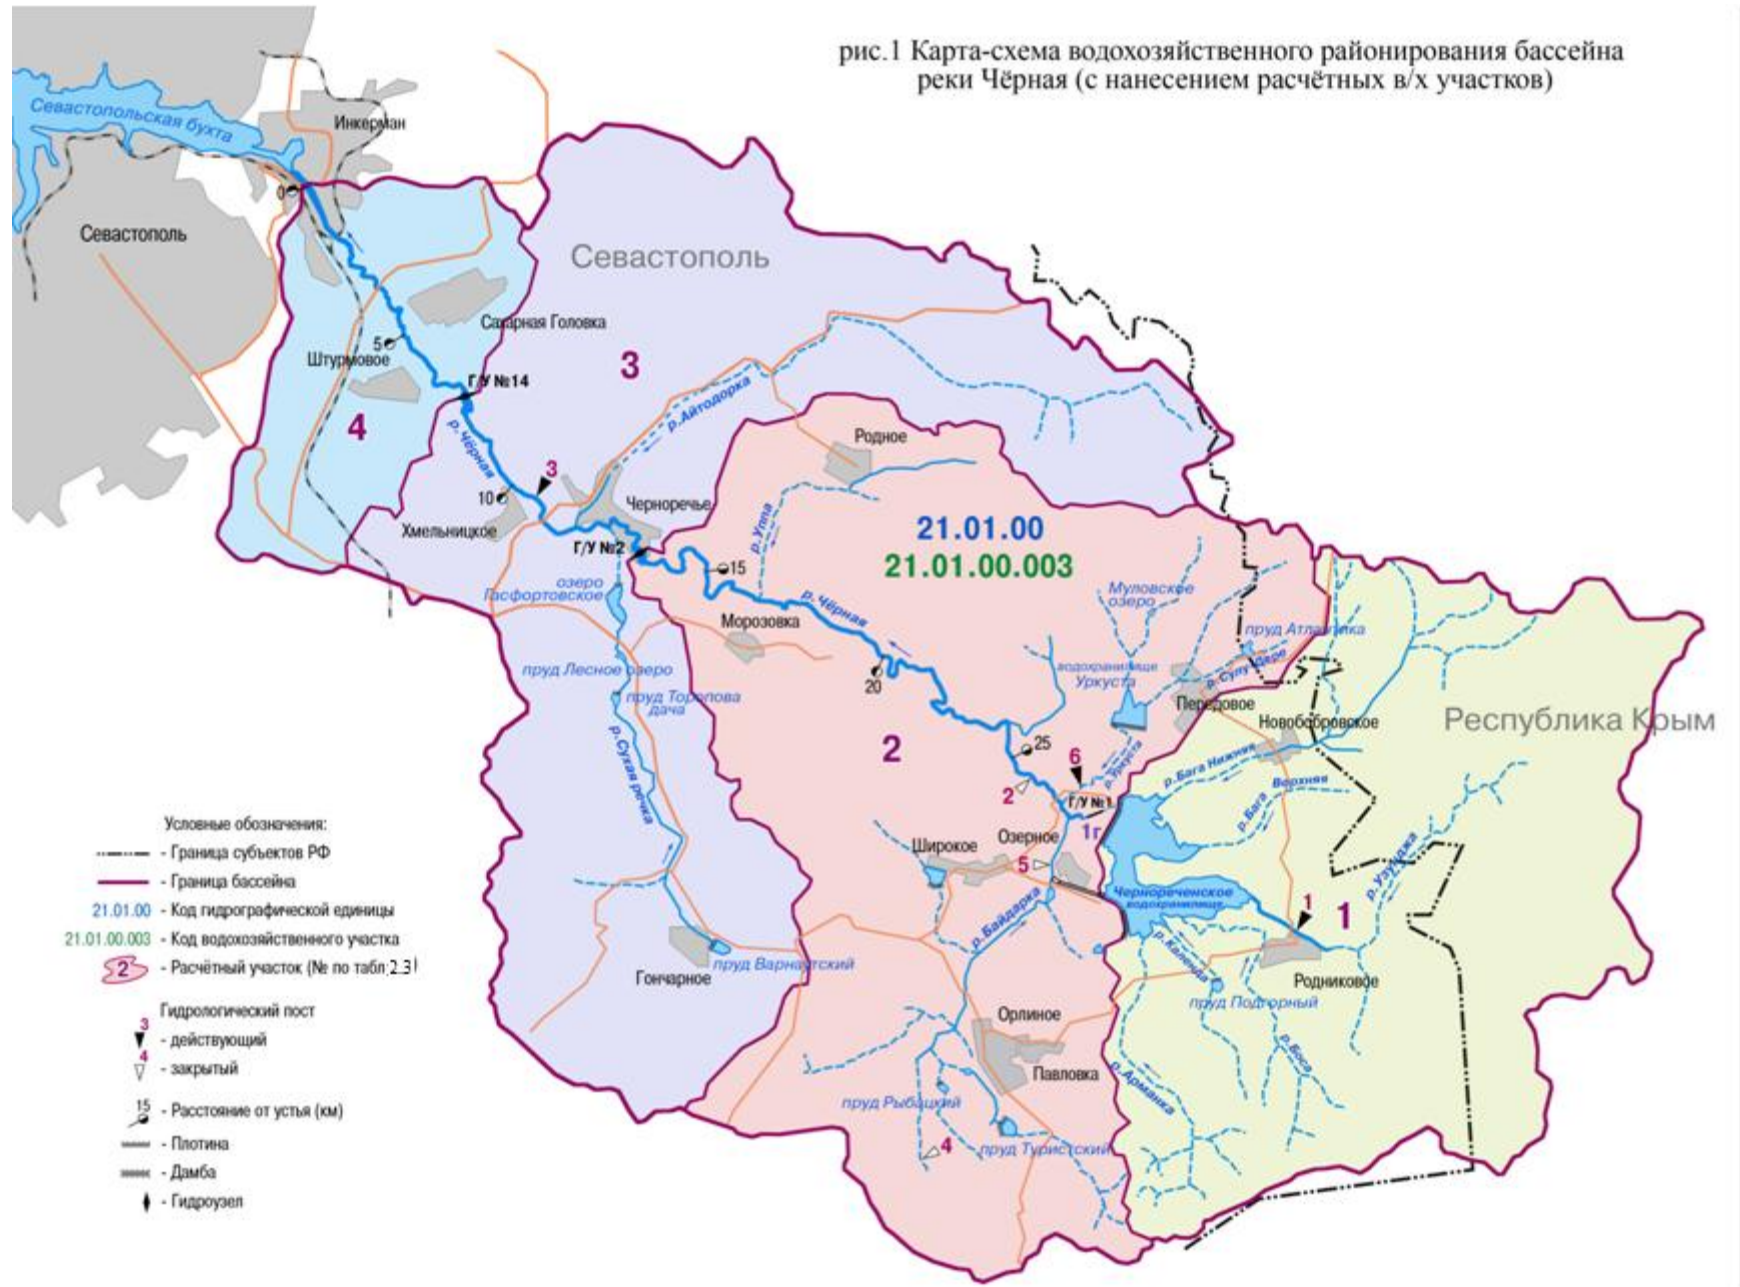 рис.1 Карта-схема водохозяйственного районирования бассейна
реки Чёрная (с нанесением расчётных в/х участков)
Севастопольская бухта
Инкерман
0
Севастополь
Севастополь
Сахарная Головка
5
Штурмовое
Г/У №14
3
4
р.Айтодорка
р.Чёрная
Родное
3
10
Черноречье
Хмельницкое
Г/У №2
р.Уппа
21.01.00
21.01.00.003
15
озеро
Гасфортовское
р.Чёрная
Муловское
озеро
Морозовка
пруд Атлантика
пруд Лесное озеро
20
водохранилище
Уркуста
р.Сулу-Дере
пруд Торопова
дача
Передовое
Новобобровское
Республика Крым
2
25
6
р.Уркуста
р.Бага Нижняя
р.Сухая речка
2
Г/У №1
р.Бага
Верхняя
1г
Озерное
Широкое
5
р.Узунджа
Чернореченское
водохранилище
1
1
р.Байдарка
р.Календа
Гончарное
пруд Варнаутский
Родниковое
пруд Подгорный
Орлиное
р.Боса
Павловка
р.Арманка
пруд Рыбацкий
4
пруд Туристский
Условные обозначения:
- Граница субъектов РФ
- Граница бассейна
21.01.00 - Код гидрографической единицы
21.01.00.003 - Код водохозяйственного участка
2 - Расчётный участок (№ по табл.2.3)
Гидрологический пост
3 - действующий
4 - закрытый
15 - Расстояние от устья (км)
- Плотина
- Дамба
- Гидроузел